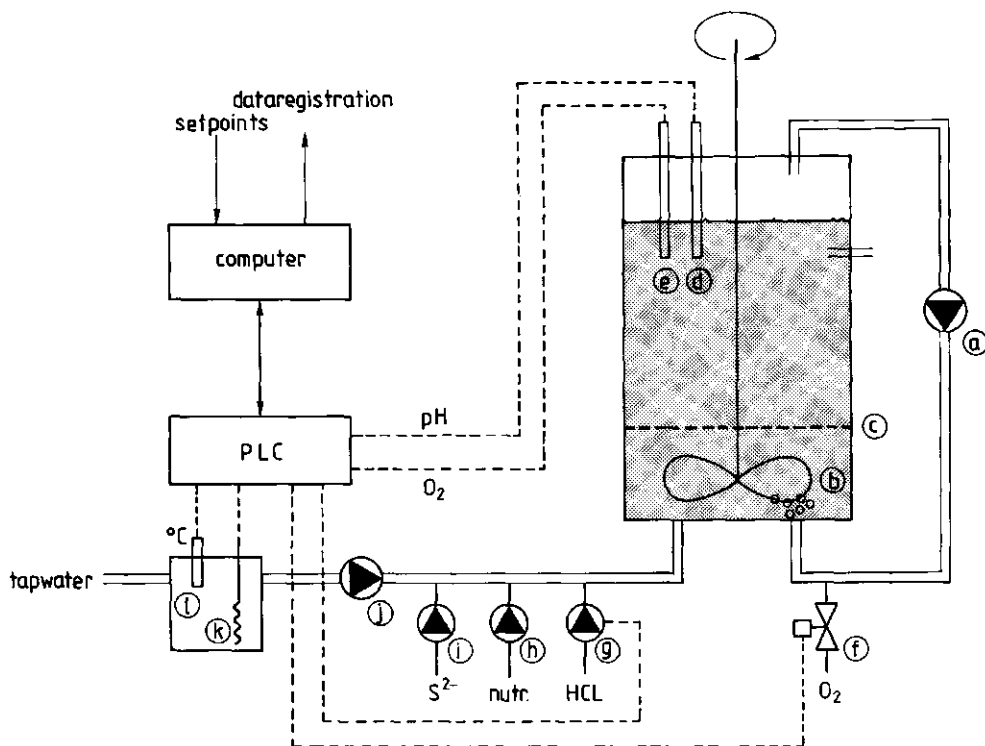 dataregistration
setpoints
computer
PLC
pH
O₂
°C
tapwater
l
k
j
i
h
g
S²⁻
nutr.
HCL
e
d
a
c
b
f
O₂